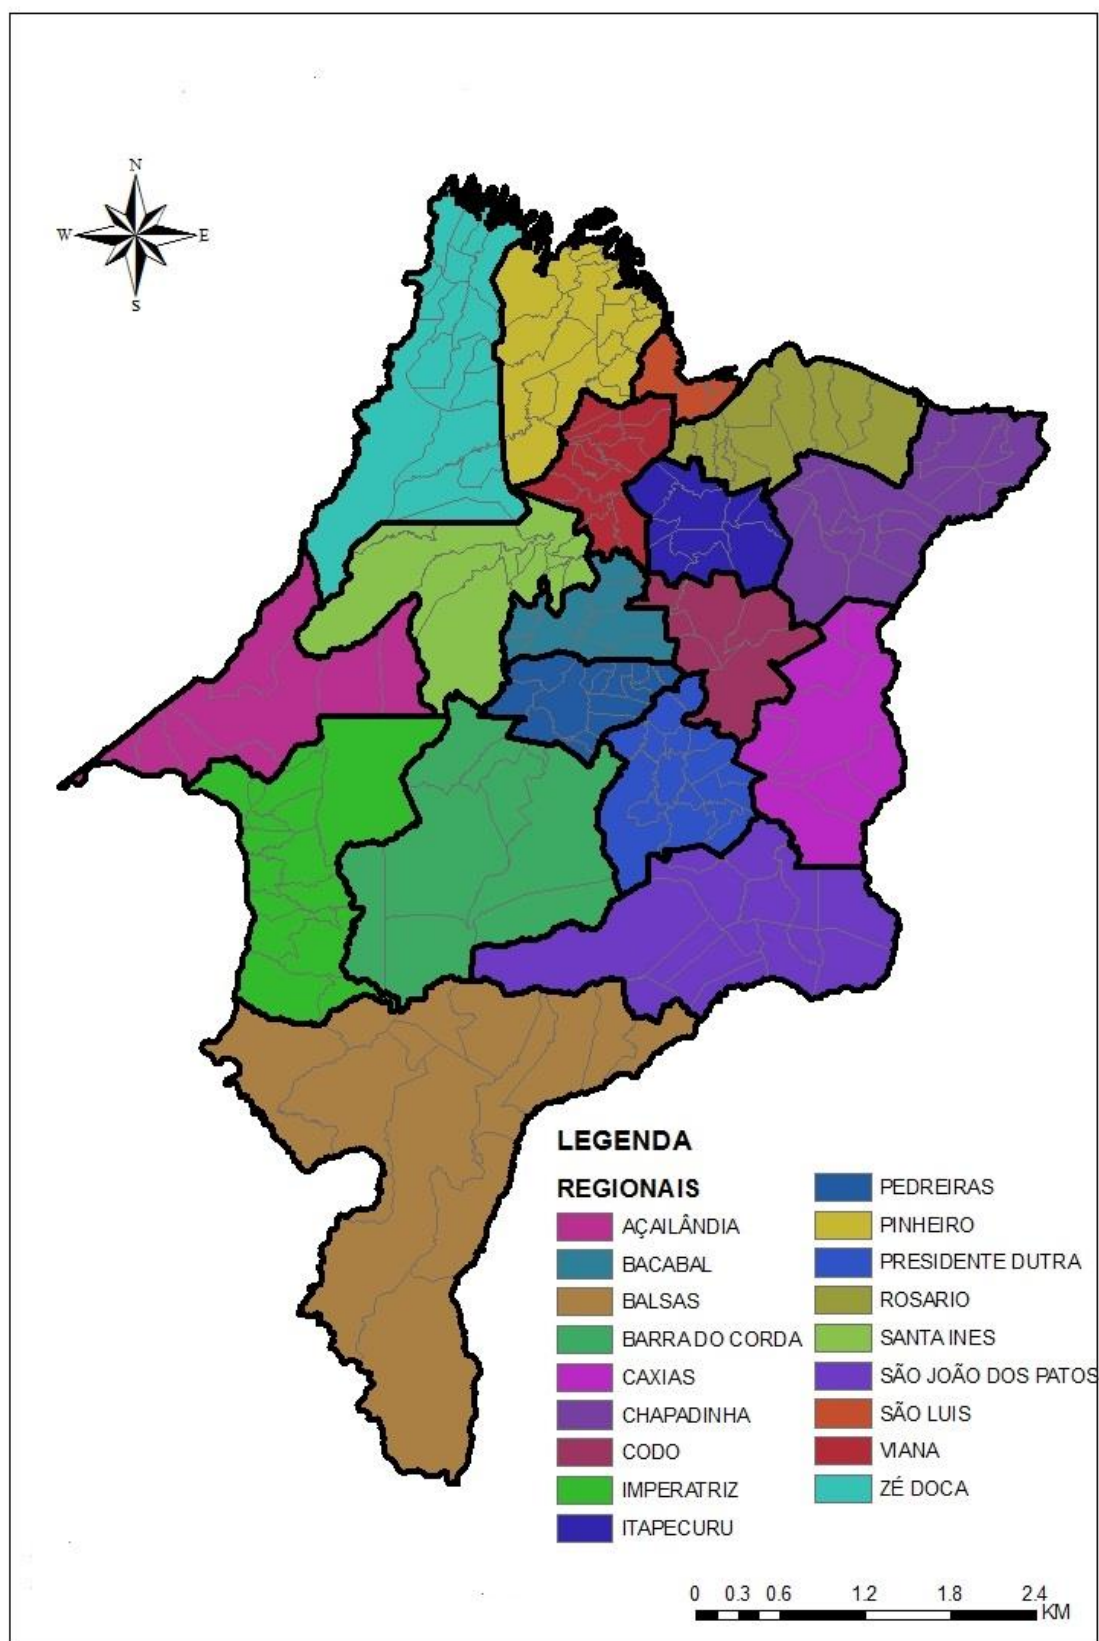 N
W E
S
LEGENDA
REGIONAIS
AÇAILÂNDIA
BACABAL
BALSAS
BARRA DO CORDA
CAXIAS
CHAPADINHA
CODO
IMPERATRIZ
ITAPECURU
PEDREIRAS
PINHEIRO
PRESIDENTE DUTRA
ROSARIO
SANTA INES
SÃO JOÃO DOS PATOS
SÃO LUIS
VIANA
ZÉ DOCA
0 0.3 0.6 1.2 1.8 2.4
KM